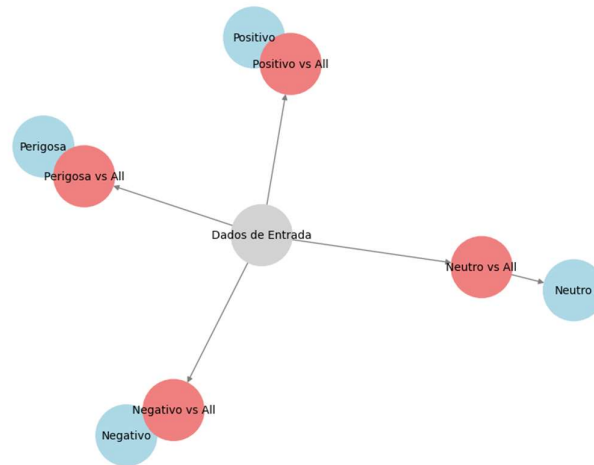 Positivo
Positivo vs All
Perigosa
Perigosa vs All
Dados de Entrada
Neutro vs All
Neutro
Negativo vs All
Negativo